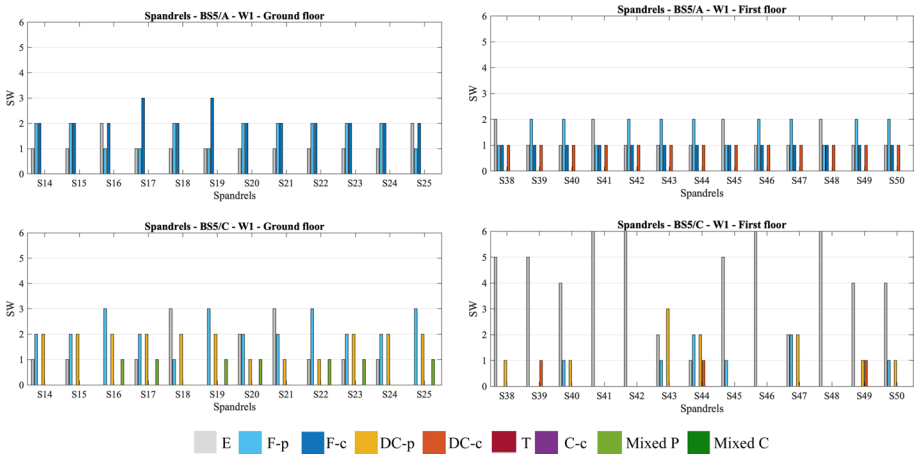 Spandrels - BS5/A - W1 - Ground floor
6
5
4
3
2
1
0
SW
S14 S15 S16 S17 S18 S19 S20 S21 S22 S23 S24 S25
Spandrels
Spandrels - BS5/A - W1 - First floor
6
5
4
3
2
1
0
SW
S38 S39 S40 S41 S42 S43 S44 S45 S46 S47 S48 S49 S50
Spandrels
Spandrels - BS5/C - W1 - Ground floor
6
5
4
3
2
1
0
SW
S14 S15 S16 S17 S18 S19 S20 S21 S22 S23 S24 S25
Spandrels
Spandrels - BS5/C - W1 - First floor
6
5
4
3
2
1
0
SW
S38 S39 S40 S41 S42 S43 S44 S45 S46 S47 S48 S49 S50
Spandrels
E F-p F-c DC-p DC-c T C-c Mixed P Mixed C